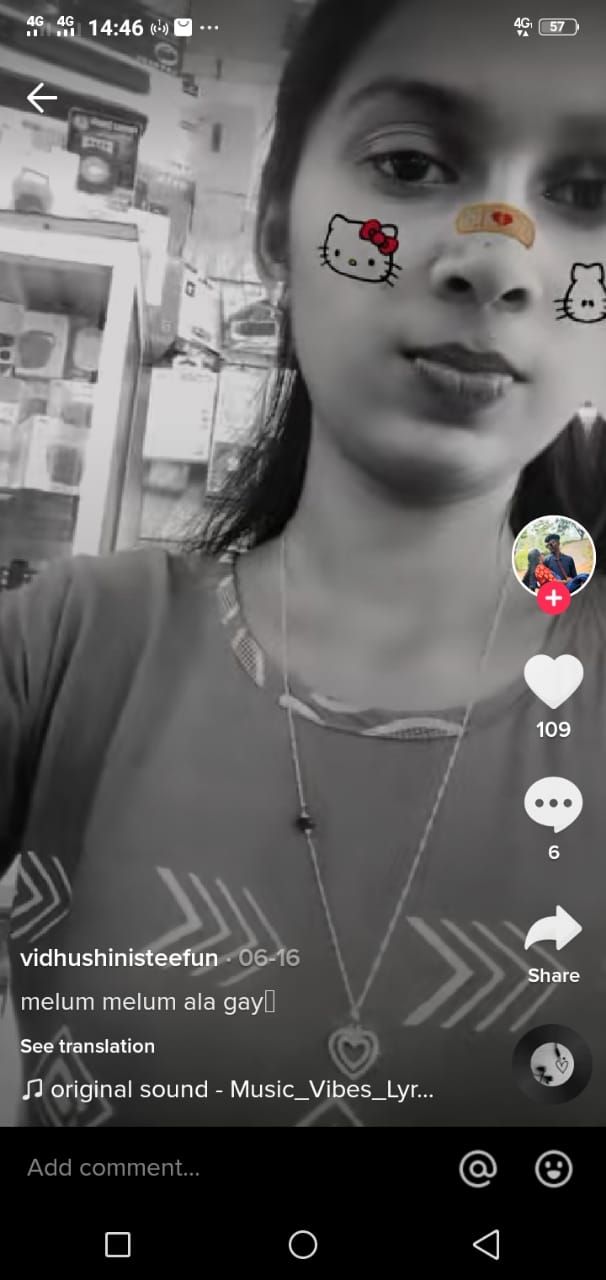 4G 4G 14:46 4G 57
109
6
Share
vidhushinisteefun · 06-16
melum melum ala gay
See translation
original sound - Music_Vibes_Lyr...
Add comment...